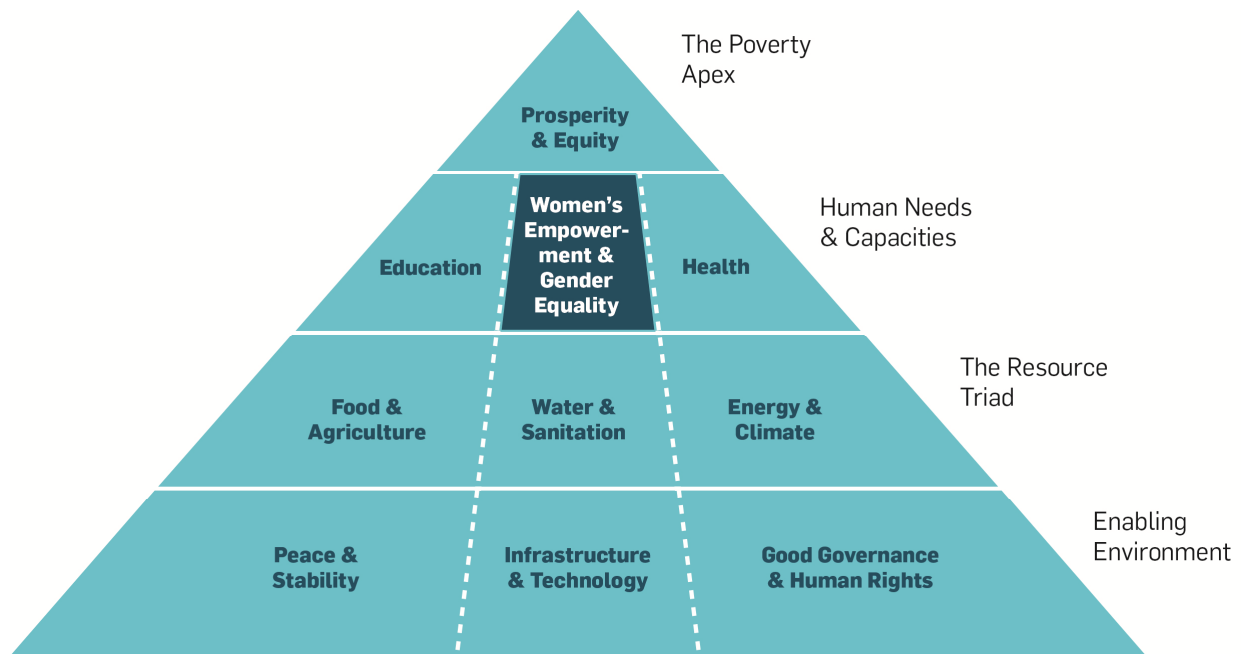 The Poverty
Apex
Prosperity
& Equity
Human Needs
& Capacities
Education
Women's
Empower-
ment &
Gender
Equality
Health
The Resource
Triad
Food &
Agriculture
Water &
Sanitation
Energy &
Climate
Enabling
Environment
Peace &
Stability
Infrastructure
& Technology
Good Governance
& Human Rights